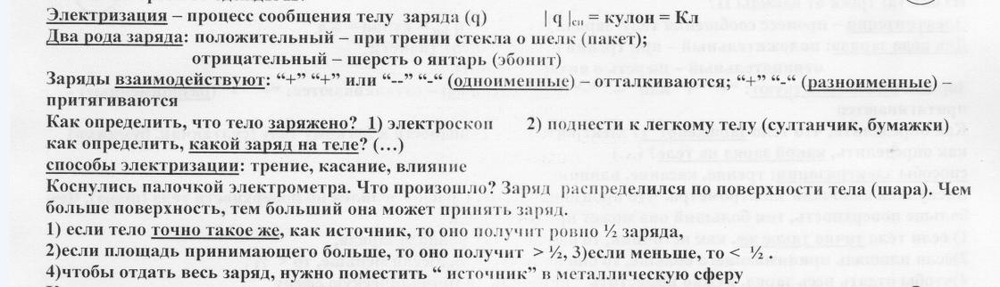 Электризация – процесс сообщения телу заряда (q) | q |си = кулон = Кл
Два рода заряда: положительный – при трении стекла о шелк (пакет);
отрицательный – шерсть о янтарь (эбонит)
Заряды взаимодействуют: “+” “+” или “--” “-“ (одноименные) – отталкиваются; “+” “-“ (разноименные) –
притягиваются
Как определить, что тело заряжено? 1) электроскоп 2) поднести к легкому телу (султанчик, бумажки)
как определить, какой заряд на теле? (…)
способы электризации: трение, касание, влияние
Коснулись палочкой электрометра. Что произошло? Заряд распределился по поверхности тела (шара). Чем
больше поверхность, тем больший она может принять заряд.
1) если тело точно такое же, как источник, то оно получит ровно ½ заряда,
2)если площадь принимающего больше, то оно получит > ½, 3)если меньше, то < ½ .
4)чтобы отдать весь заряд, нужно поместить “ источник” в металлическую сферу